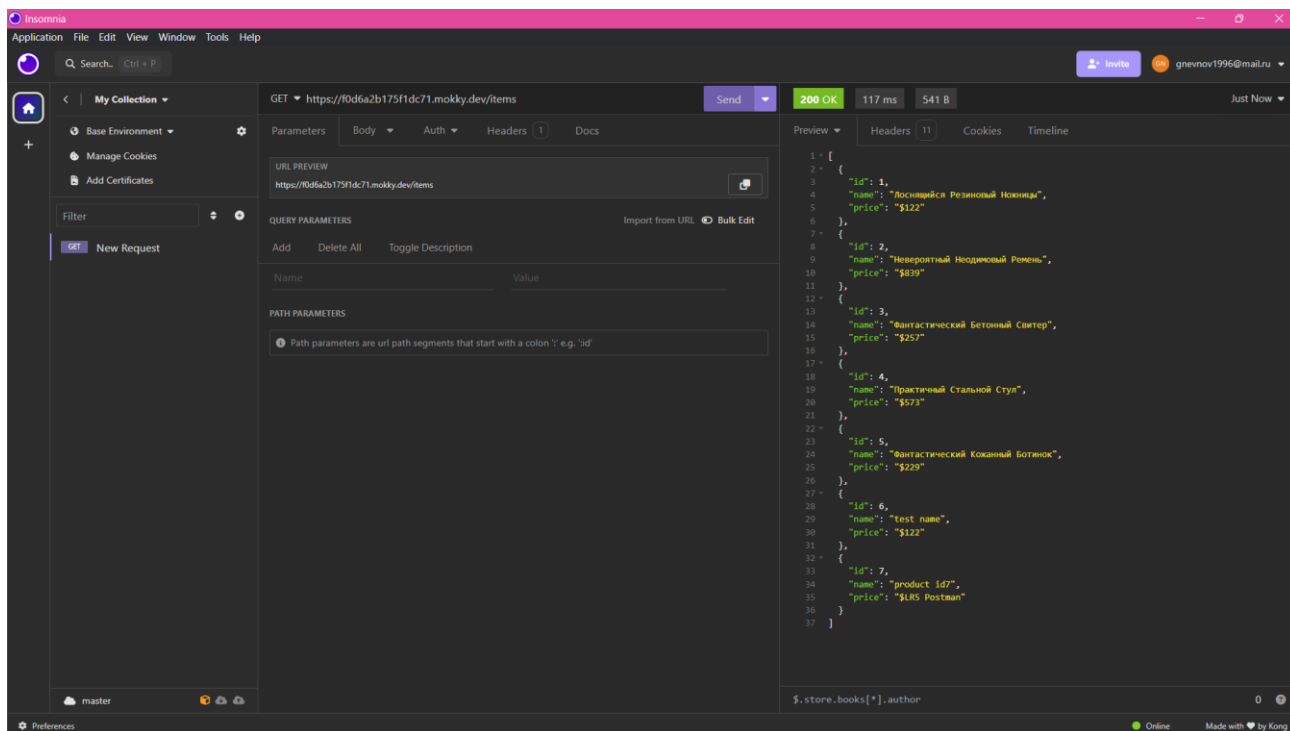 Insomnia
Application File Edit View Window Tools Help
Search.. Ctrl + P
Invite
GN
gnevnov1996@mail.ru
My Collection
Base Environment
Manage Cookies
Add Certificates
Filter
GET New Request
GET https://f0d6a2b175f1dc71.mokky.dev/items
Send
Parameters Body Auth Headers 1 Docs
URL PREVIEW
https://f0d6a2b175f1dc71.mokky.dev/items
QUERY PARAMETERS
Import from URL Bulk Edit
Add Delete All Toggle Description
Name Value
PATH PARAMETERS
Path parameters are url path segments that start with a colon ':' e.g. ':id'
200 OK 117 ms 541 B Just Now
Preview Headers 11 Cookies Timeline
1 [
2 {
3 "id": 1,
4 "name": "Лоснящийся Резиновый Ножницы",
5 "price": "$122"
6 },
7 {
8 "id": 2,
9 "name": "Невероятный Неодимовый Ремень",
10 "price": "$839"
11 },
12 {
13 "id": 3,
14 "name": "Фантастический Бетонный Свитер",
15 "price": "$257"
16 },
17 {
18 "id": 4,
19 "name": "Практичный Стальной Стул",
20 "price": "$573"
21 },
22 {
23 "id": 5,
24 "name": "Фантастический Кожанный Ботинок",
25 "price": "$229"
26 },
27 {
28 "id": 6,
29 "name": "test name",
30 "price": "$122"
31 },
32 {
33 "id": 7,
34 "name": "product id7",
35 "price": "$LR5 Postman"
36 }
37 ]
master
$.store.books[*].author 0
Preferences
Online Made with ♥ by Kong